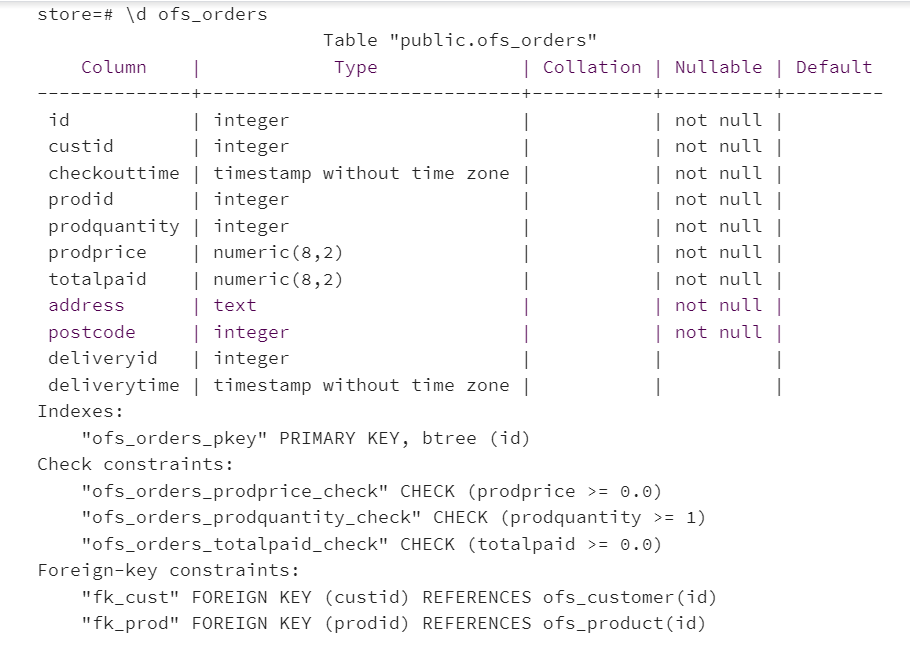 store=# \d ofs_orders
                          Table "public.ofs_orders"
    Column    |            Type             | Collation | Nullable | Default
--------------+-----------------------------+-----------+----------+---------
 id           | integer                     |           | not null |
 custid       | integer                     |           | not null |
 checkouttime | timestamp without time zone |           | not null |
 prodid       | integer                     |           | not null |
 prodquantity | integer                     |           | not null |
 prodprice    | numeric(8,2)                |           | not null |
 totalpaid    | numeric(8,2)                |           | not null |
 address      | text                        |           | not null |
 postcode     | integer                     |           | not null |
 deliveryid   | integer                     |           |          |
 deliverytime | timestamp without time zone |           |          |
Indexes:
    "ofs_orders_pkey" PRIMARY KEY, btree (id)
Check constraints:
    "ofs_orders_prodprice_check" CHECK (prodprice >= 0.0)
    "ofs_orders_prodquantity_check" CHECK (prodquantity >= 1)
    "ofs_orders_totalpaid_check" CHECK (totalpaid >= 0.0)
Foreign-key constraints:
    "fk_cust" FOREIGN KEY (custid) REFERENCES ofs_customer(id)
    "fk_prod" FOREIGN KEY (prodid) REFERENCES ofs_product(id)